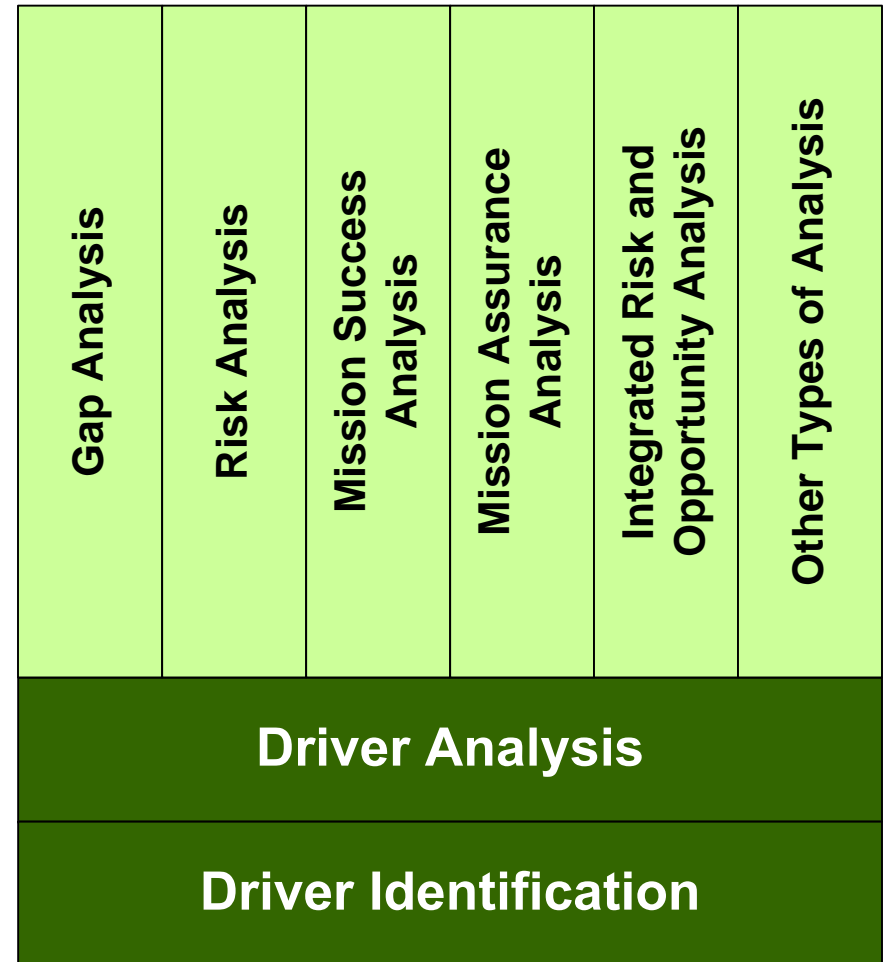 Gap Analysis
Risk Analysis
Mission Success
Analysis
Mission Assurance
Analysis
Integrated Risk and
Opportunity Analysis
Other Types of Analysis
Driver Analysis
Driver Identification